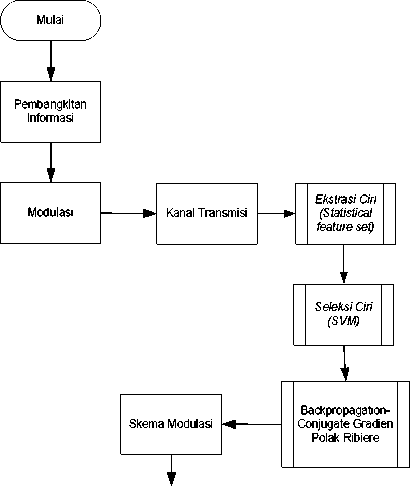 Mulai
Pembangkitan
Informasi
Modulasi
Kanal Transmisi
Ekstrasi Ciri
(Statistical
feature set)
Seleksi Ciri
(SVM)
Backpropagation-
Conjugate Gradien
Polak Ribiere
Skema Modulasi